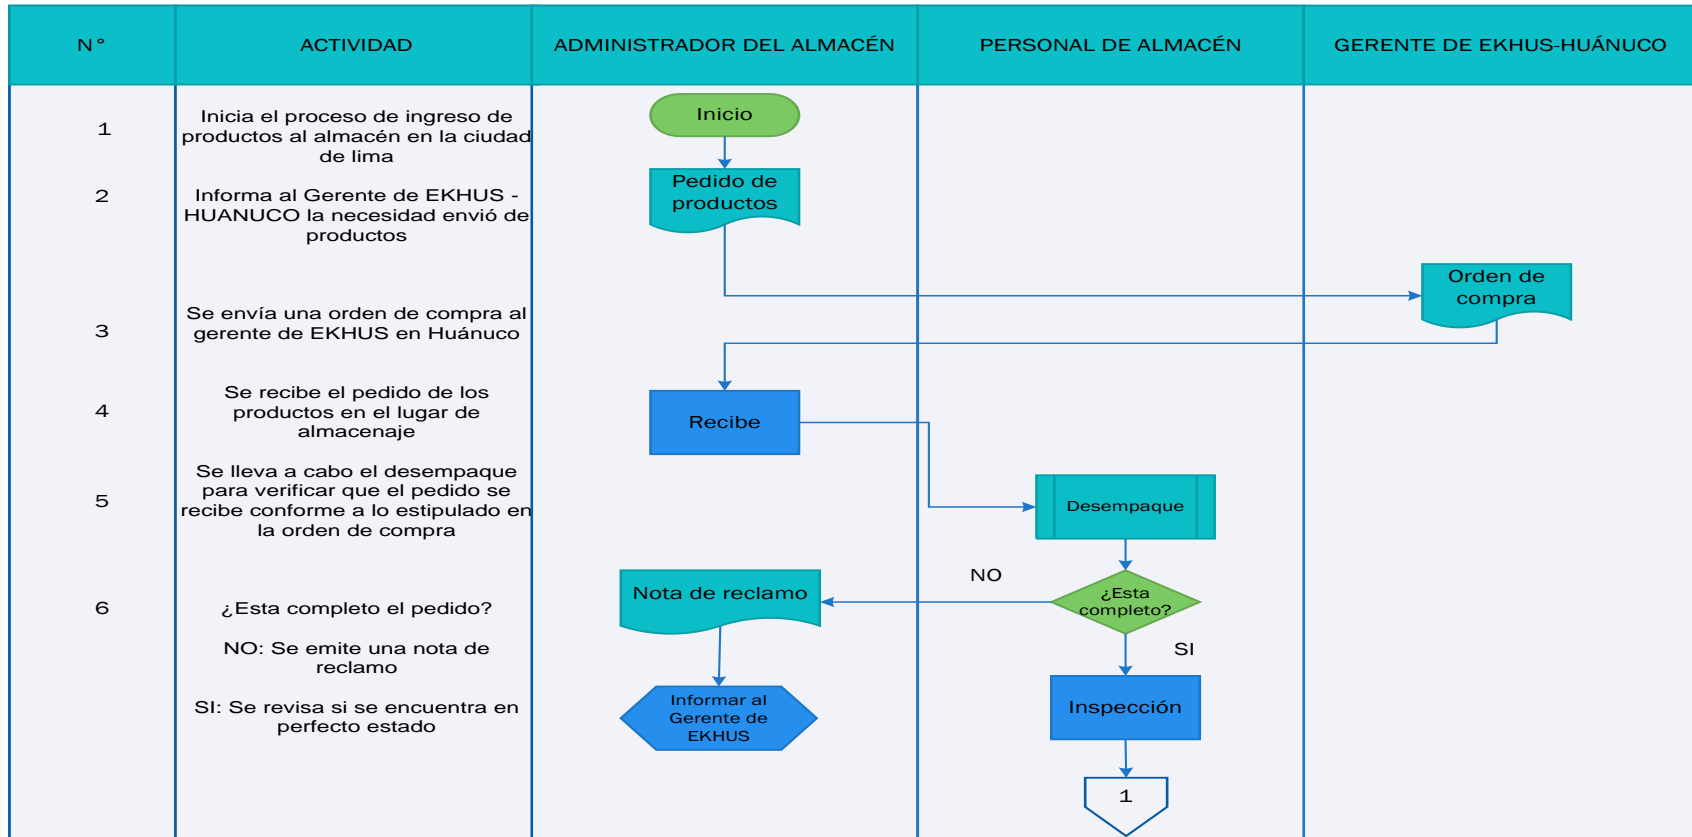 N°
ACTIVIDAD
ADMINISTRADOR DEL ALMACÉN
PERSONAL DE ALMACÉN
GERENTE DE EKHUS-HUÁNUCO
1
Inicia el proceso de ingreso de
productos al almacén en la ciudad
de lima
Inicio
2
Informa al Gerente de EKHUS -
HUANUCO la necesidad envió de
productos
Pedido de
productos
Orden de
compra
3
Se envía una orden de compra al
gerente de EKHUS en Huánuco
4
Se recibe el pedido de los
productos en el lugar de
almacenaje
Recibe
5
Se lleva a cabo el desempaque
para verificar que el pedido se
recibe conforme a lo estipulado en
la orden de compra
Desempaque
6
¿Esta completo el pedido?
NO: Se emite una nota de
reclamo
SI: Se revisa si se encuentra en
perfecto estado
Nota de reclamo
NO
¿Esta
completo?
SI
Informar al
Gerente de
EKHUS
Inspección
1